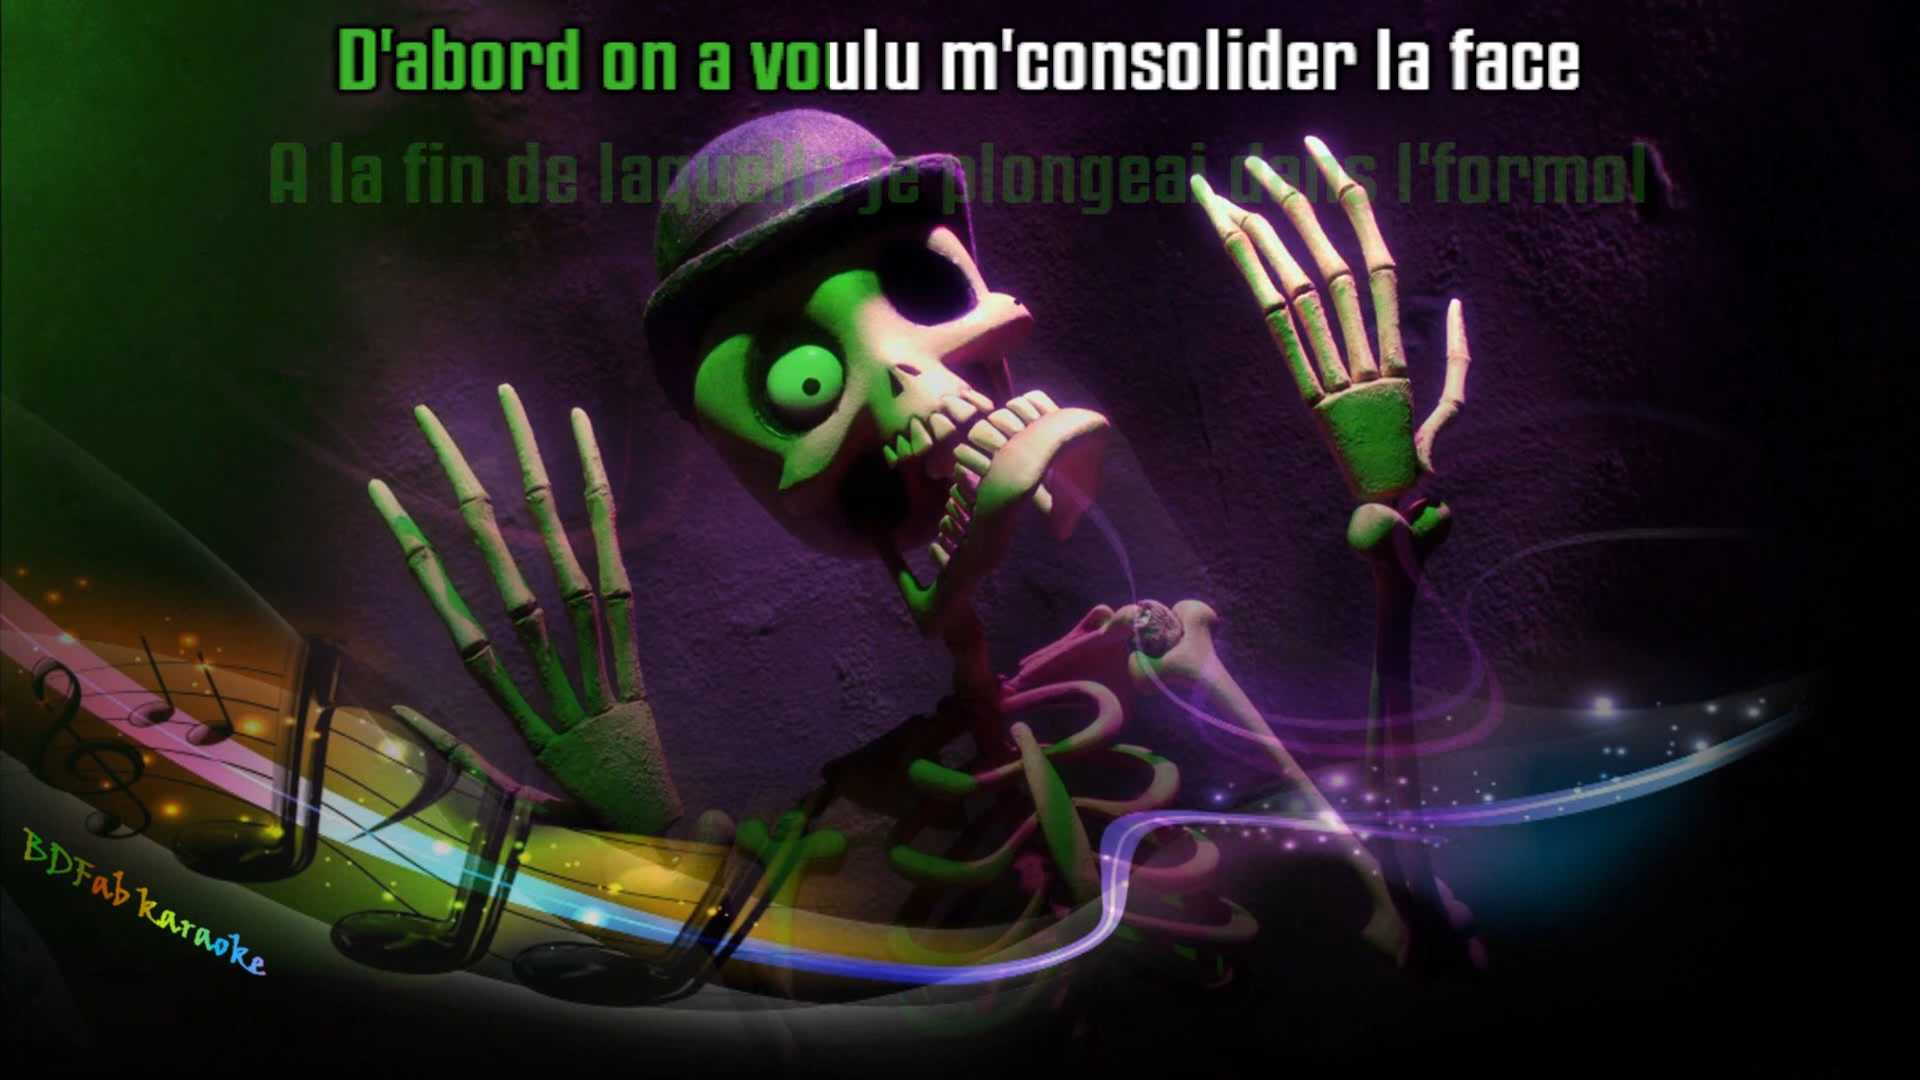 D'abord on a voulu m'consolider la face
A la fin de laquelle je plongeai dans l'formol
BDFab karaoke